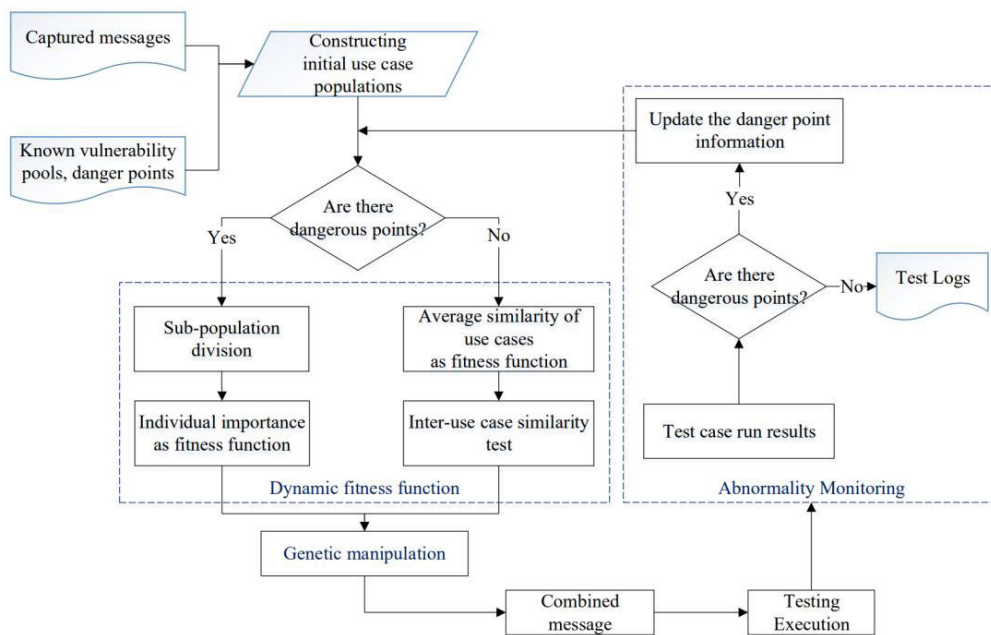 Captured messages
Constructing
initial use case
populations
Known vulnerability
pools, danger points
Update the danger point
information
Are there
dangerous points?
Yes
No
Yes
Are there
dangerous points?
No
Test Logs
Sub-population
division
Average similarity of
use cases
as fitness function
Individual importance
as fitness function
Inter-use case similarity
test
Test case run results
Dynamic fitness function
Abnormality Monitoring
Genetic manipulation
Combined
message
Testing
Execution